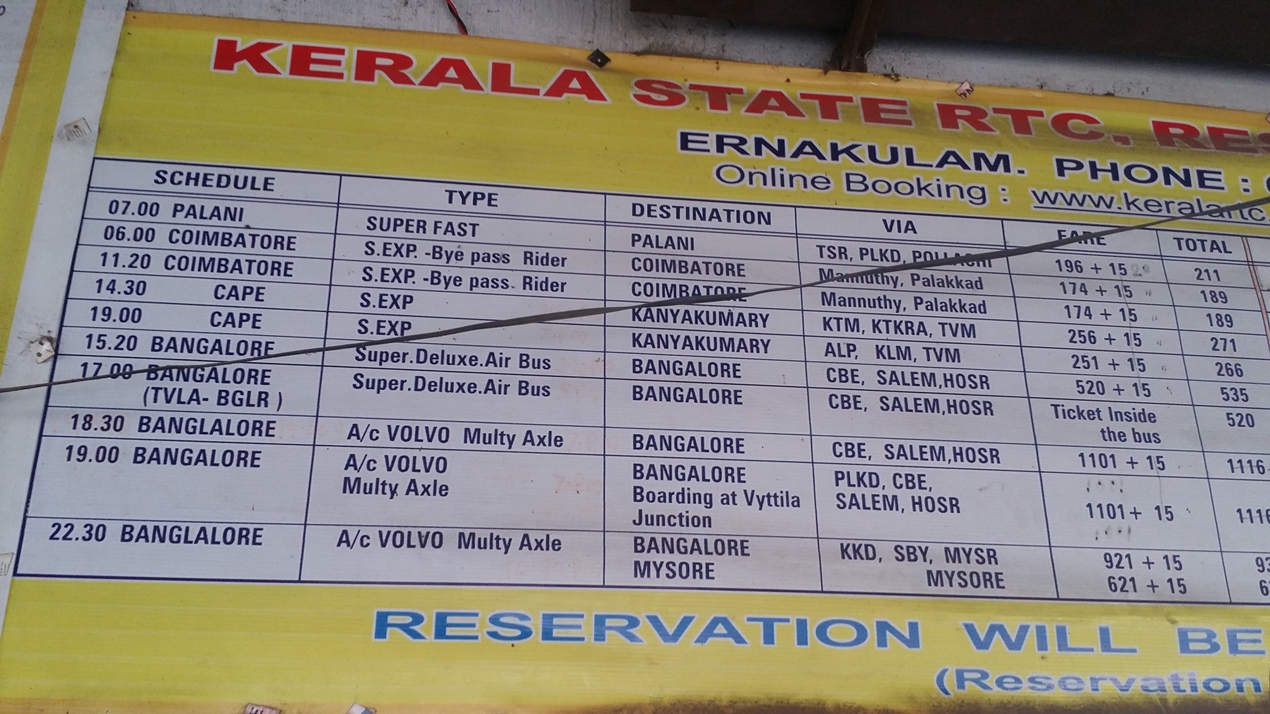 KERALA STATE RTC, RES
ERNAKULAM. PHONE :
Online Booking : www.keralartc.
SCHEDULE TYPE DESTINATION VIA FARE TOTAL
07.00 PALANI SUPER FAST PALANI TSR, PLKD, POLLACHI 196 + 15 211
06.00 COIMBATORE S.EXP. -Bye pass Rider COIMBATORE Mannuthy, Palakkad 174 + 15 189
11.20 COIMBATORE S.EXP. -Bye pass Rider COIMBATORE Mannuthy, Palakkad 174 + 15 189
14.30 CAPE S.EXP KANYAKUMARY KTM, KTKRA, TVM 256 + 15 271
19.00 CAPE S.EXP KANYAKUMARY ALP, KLM, TVM 251 + 15 266
15.20 BANGALORE Super.Deluxe.Air Bus BANGALORE CBE, SALEM,HOSR 520 + 15 535
17.00 BANGALORE Super.Deluxe.Air Bus BANGALORE CBE, SALEM,HOSR Ticket Inside 520
(TVLA- BGLR ) the bus
18.30 BANGLALORE A/c VOLVO Multy Axle BANGALORE CBE, SALEM,HOSR 1101 + 15 1116
19.00 BANGALORE A/c VOLVO BANGALORE PLKD, CBE,
Multy Axle Boarding at Vyttila SALEM, HOSR 1101+ 15 1116
Junction
22.30 BANGLALORE A/c VOLVO Multy Axle BANGALORE KKD, SBY, MYSR 921 + 15
MYSORE MYSORE 621 + 15
RESERVATION WILL BE
(Reservation